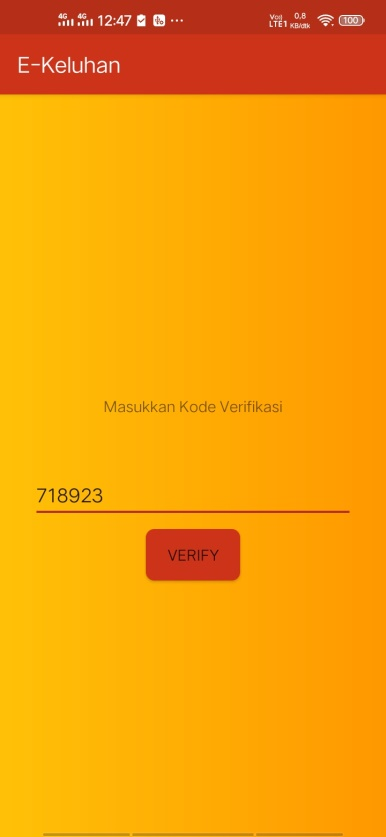 4G 4G 12:47 ... Vo) LTE1 0,8 KB/dtk 100
E-Keluhan
Masukkan Kode Verifikasi
718923
VERIFY